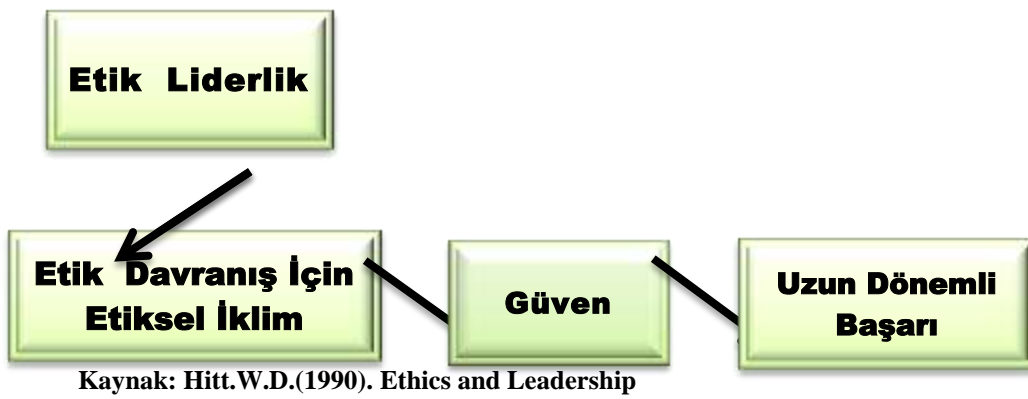 Etik Liderlik
Etik Davranış İçin
Etiksel İklim
Güven
Uzun Dönemli
Başarı
Kaynak: Hitt.W.D.(1990). Ethics and Leadership